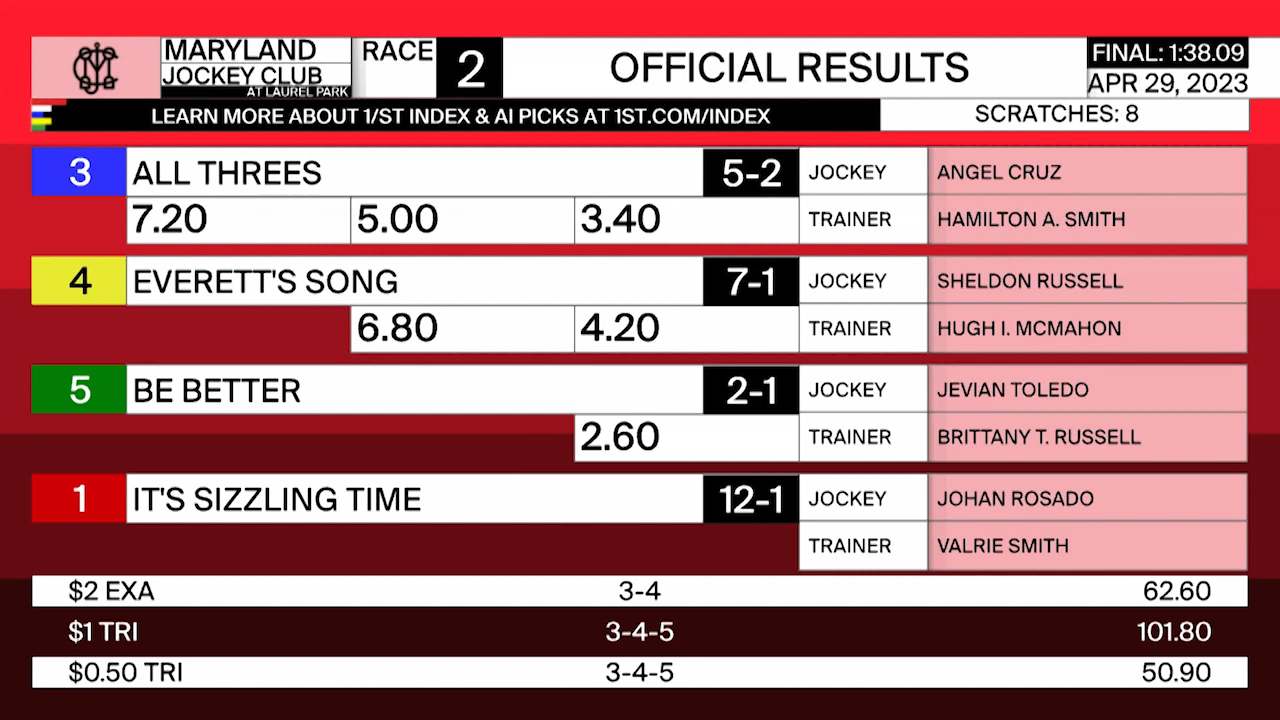 MARYLAND
JOCKEY CLUB
AT LAUREL PARK
RACE 2
OFFICIAL RESULTS
FINAL: 1:38.09
APR 29, 2023
LEARN MORE ABOUT 1/ST INDEX & AI PICKS AT 1ST.COM/INDEX
SCRATCHES: 8
3 ALL THREES 5-2 JOCKEY ANGEL CRUZ
7.20 5.00 3.40 TRAINER HAMILTON A. SMITH
4 EVERETT'S SONG 7-1 JOCKEY SHELDON RUSSELL
6.80 4.20 TRAINER HUGH I. MCMAHON
5 BE BETTER 2-1 JOCKEY JEVIAN TOLEDO
2.60 TRAINER BRITTANY T. RUSSELL
1 IT'S SIZZLING TIME 12-1 JOCKEY JOHAN ROSADO
TRAINER VALRIE SMITH
$2 EXA 3-4 62.60
$1 TRI 3-4-5 101.80
$0.50 TRI 3-4-5 50.90